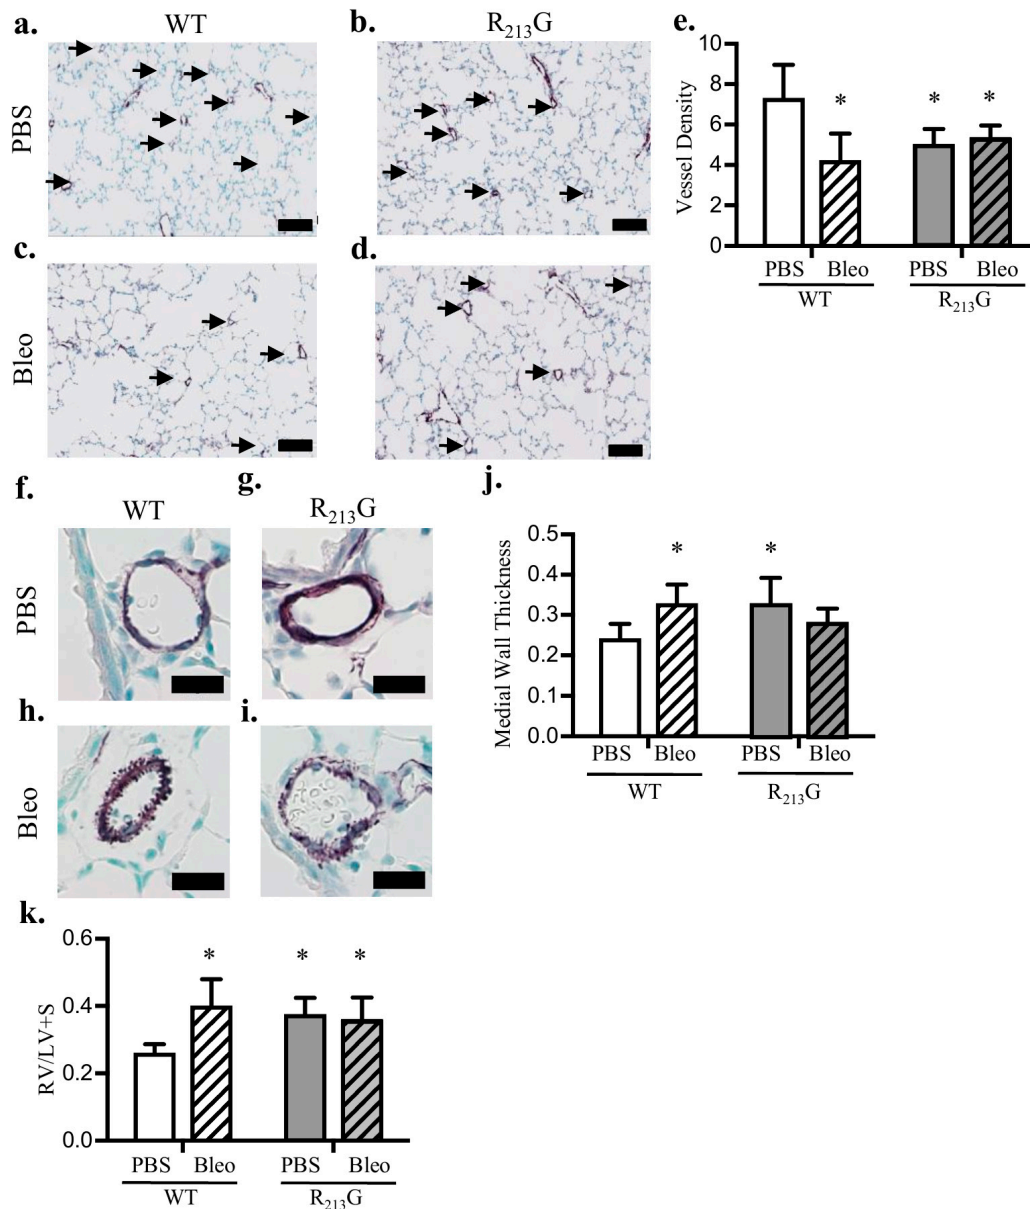 a.
WT
b.
R₂₁₃G
PBS
c.
d.
Bleo
e.
10
8
6
4
2
0
Vessel Density
*
*
*
PBS Bleo PBS Bleo
WT R₂₁₃G
f.
WT
g.
R₂₁₃G
PBS
h.
i.
Bleo
j.
0.5
0.4
0.3
0.2
0.1
0.0
Medial Wall Thickness
*
*
PBS Bleo PBS Bleo
WT R₂₁₃G
k.
0.6
0.4
0.2
0.0
RV/LV+S
*
*
*
PBS Bleo PBS Bleo
WT R₂₁₃G